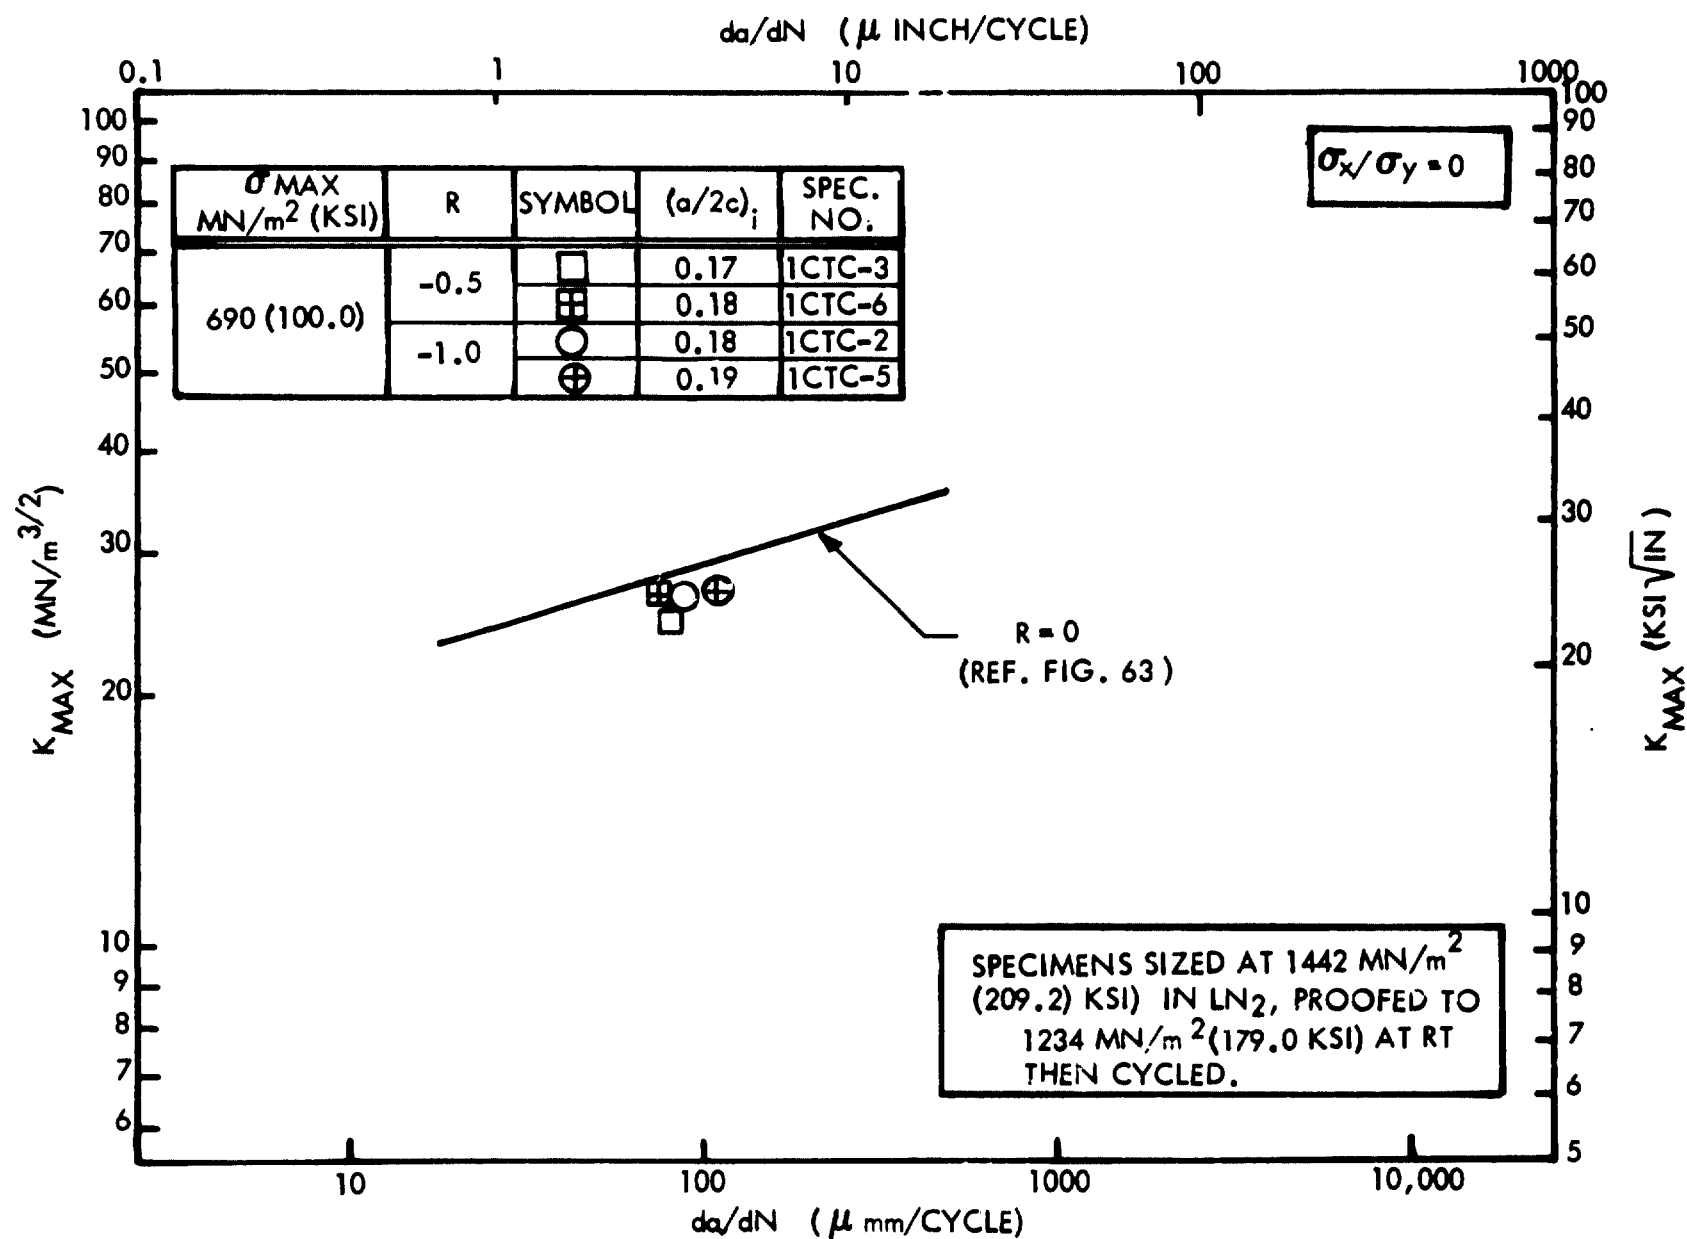 da/dN (μ INCH/CYCLE)
0.1 1 10 100 1000
100 90 80 70 60 50 40 30 20 10 9 8 7 6
K MAX (MN/m 3/2)
σ MAX MN/m² (KSI) R SYMBOL (a/2c)i SPEC. NO.
690 (100.0)
-0.5 0.17 1CTC-3
0.18 1CTC-6
-1.0 0.18 1CTC-2
0.19 1CTC-5
σx/σy = 0
R = 0
(REF. FIG. 63)
SPECIMENS SIZED AT 1442 MN/m²
(209.2) KSI) IN LN2, PROOFED TO
1234 MN/m² (179.0 KSI) AT RT
THEN CYCLED.
100 90 80 70 60 50 40 30 20 10 9 8 7 6 5
K MAX (KSI √IN)
10 100 1000 10,000
da/dN (μ mm/CYCLE)